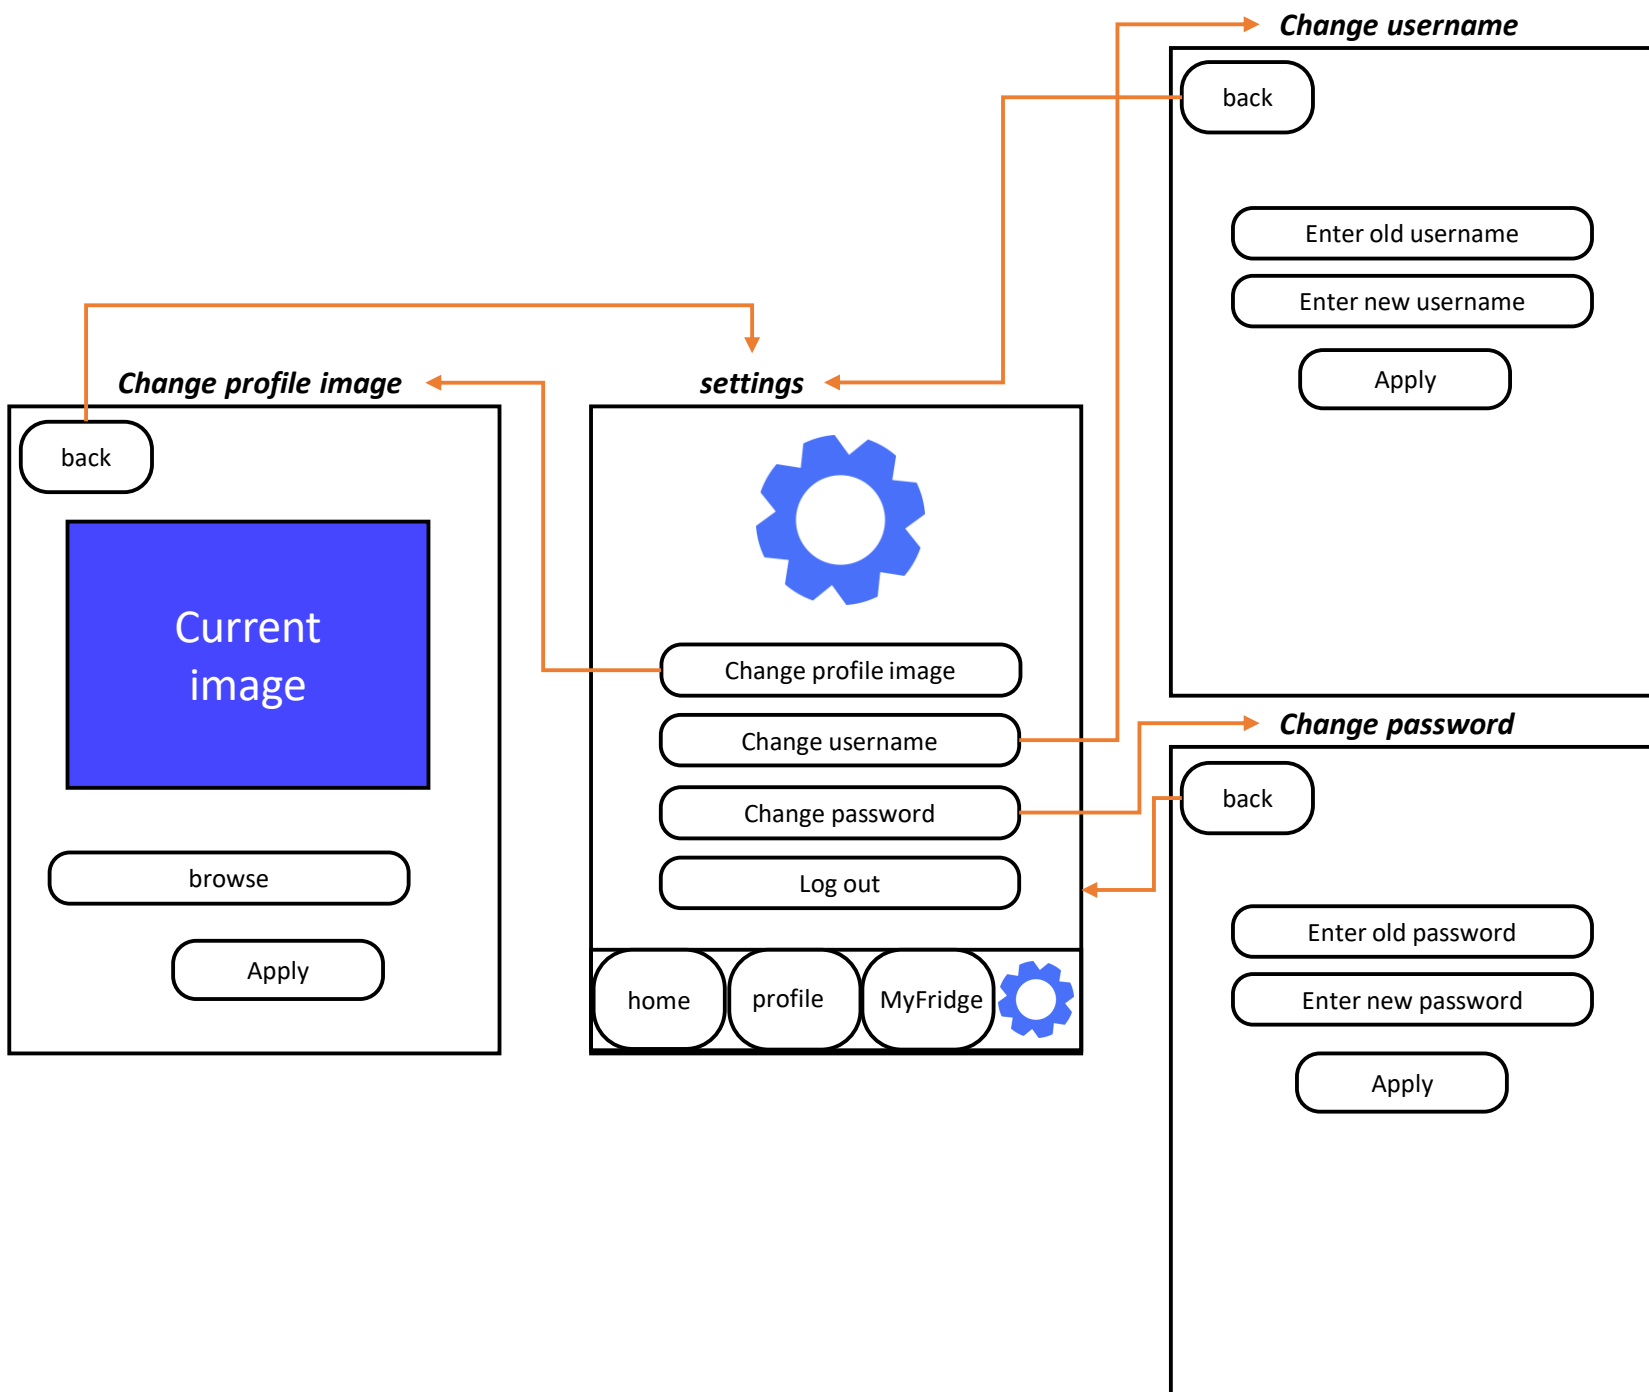 Change username
back
Enter old username
Enter new username
Apply
Change profile image
back
Current
image
browse
Apply
settings
Change profile image
Change username
Change password
Log out
home
profile
MyFridge
Change password
back
Enter old password
Enter new password
Apply